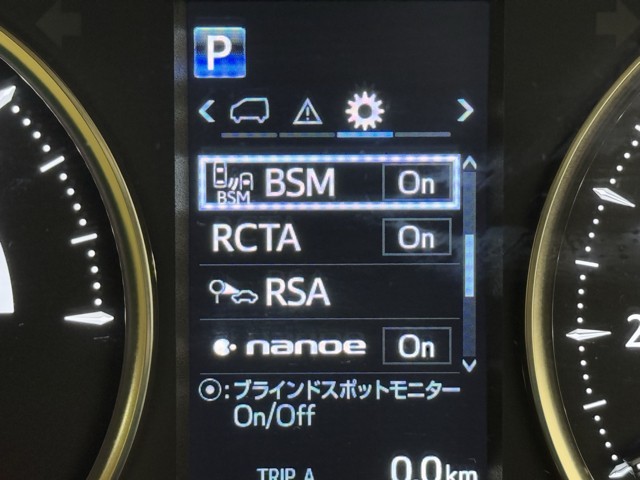 P
BSM BSM On
RCTA On
RSA
nanoe On
⦿:ブラインドスポットモニター
On/Off
TRIP A 0.0km
2